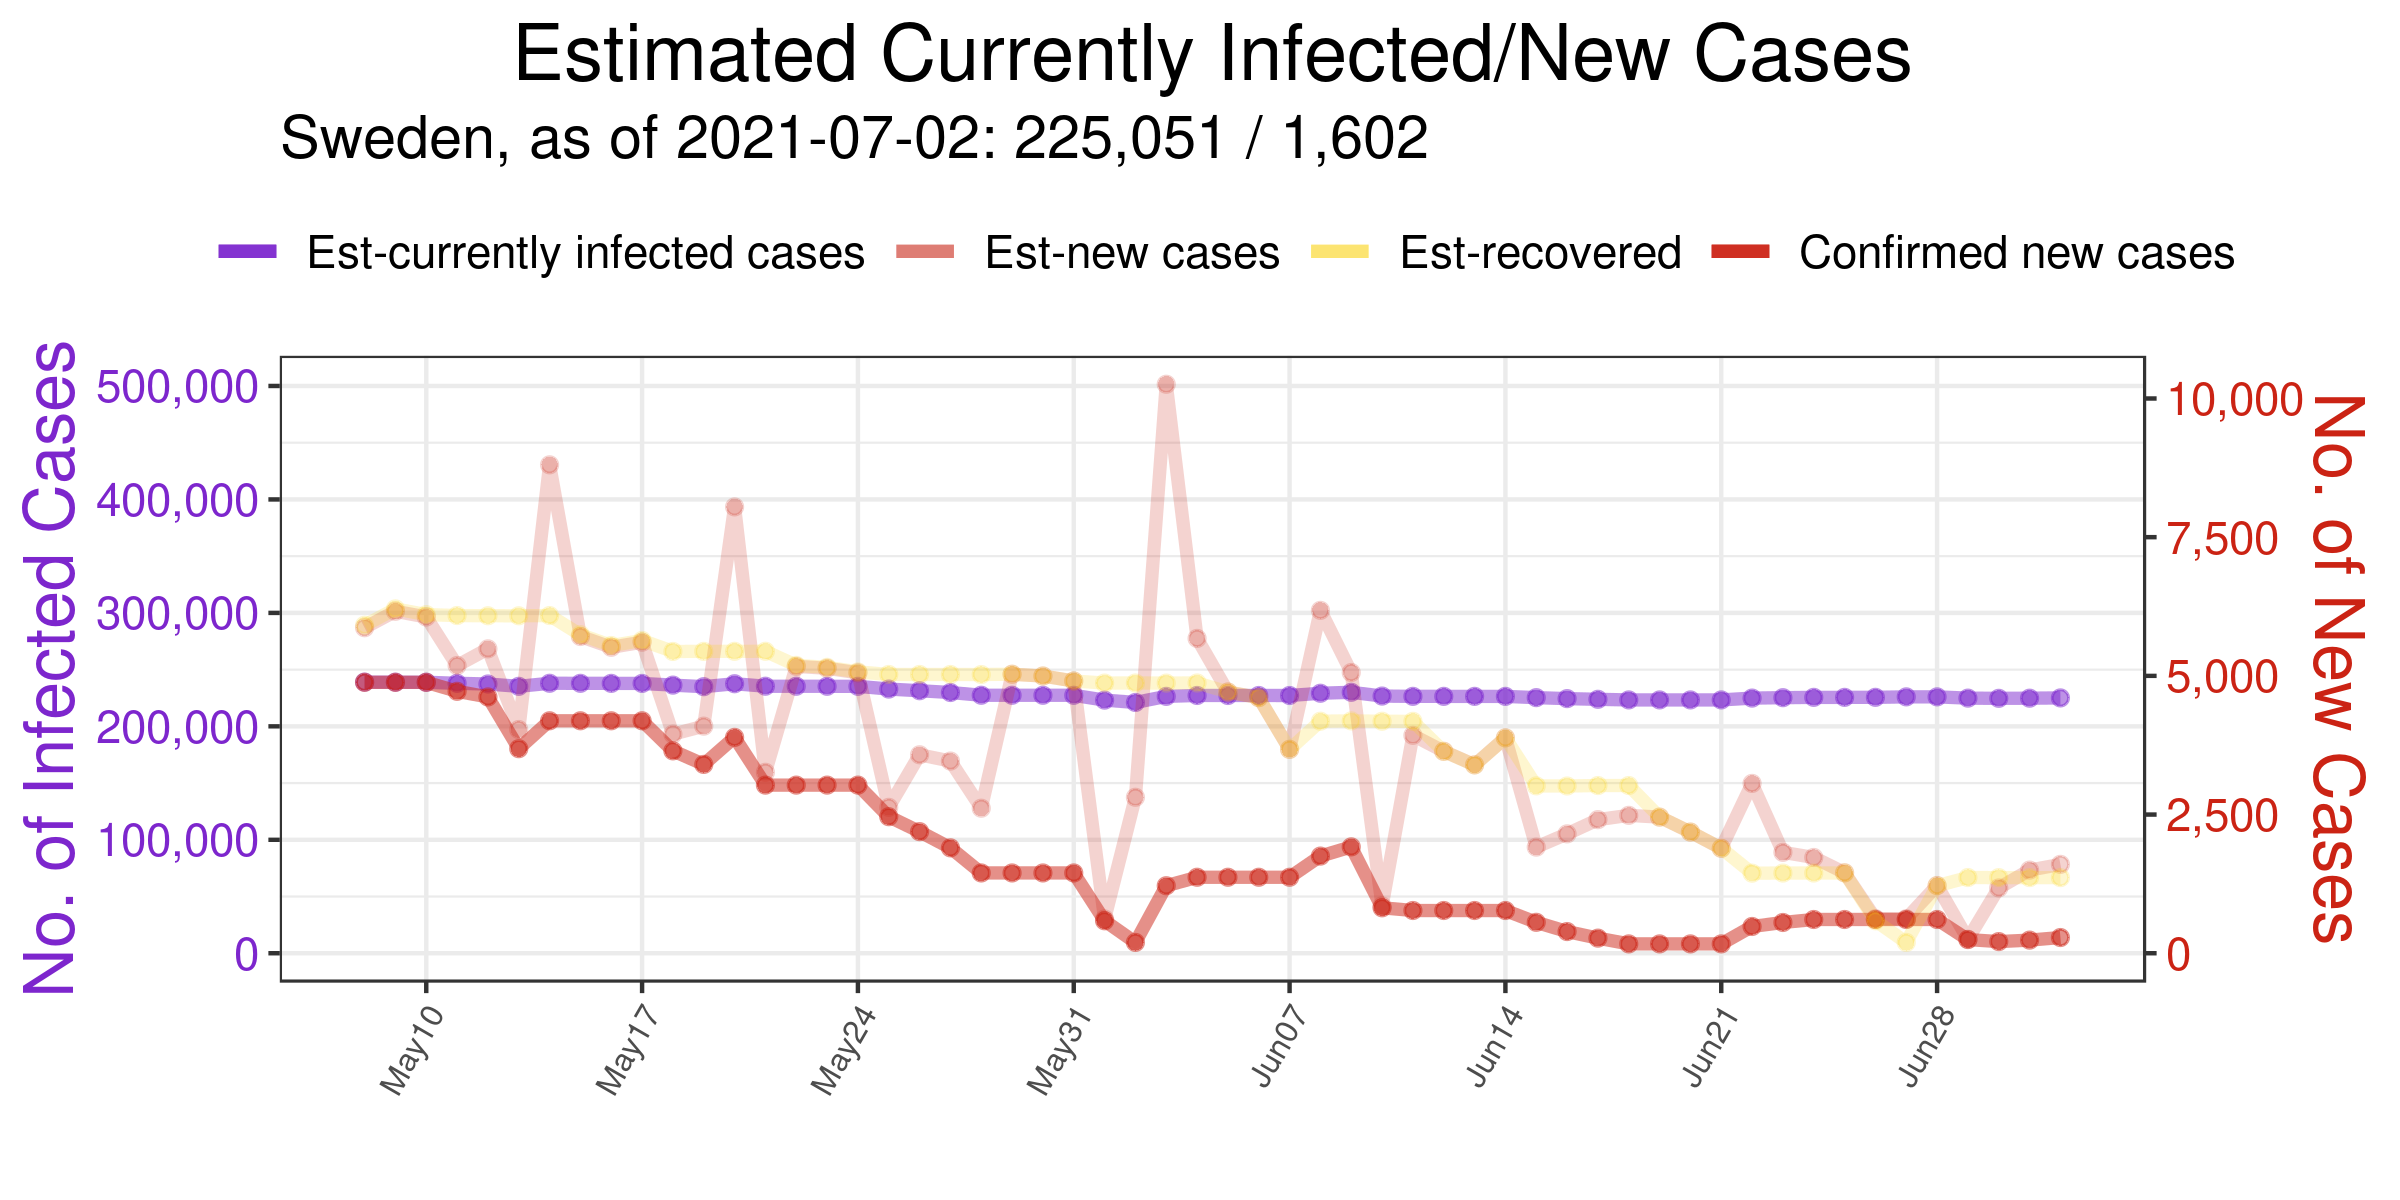 Estimated Currently Infected/New Cases
Sweden, as of 2021-07-02: 225,051 / 1,602
Est-currently infected cases Est-new cases Est-recovered Confirmed new cases
No. of Infected Cases
500,000
400,000
300,000
200,000
100,000
0
10,000
7,500
5,000
2,500
0
No. of New Cases
May10 May17 May24 May31 Jun07 Jun14 Jun21 Jun28